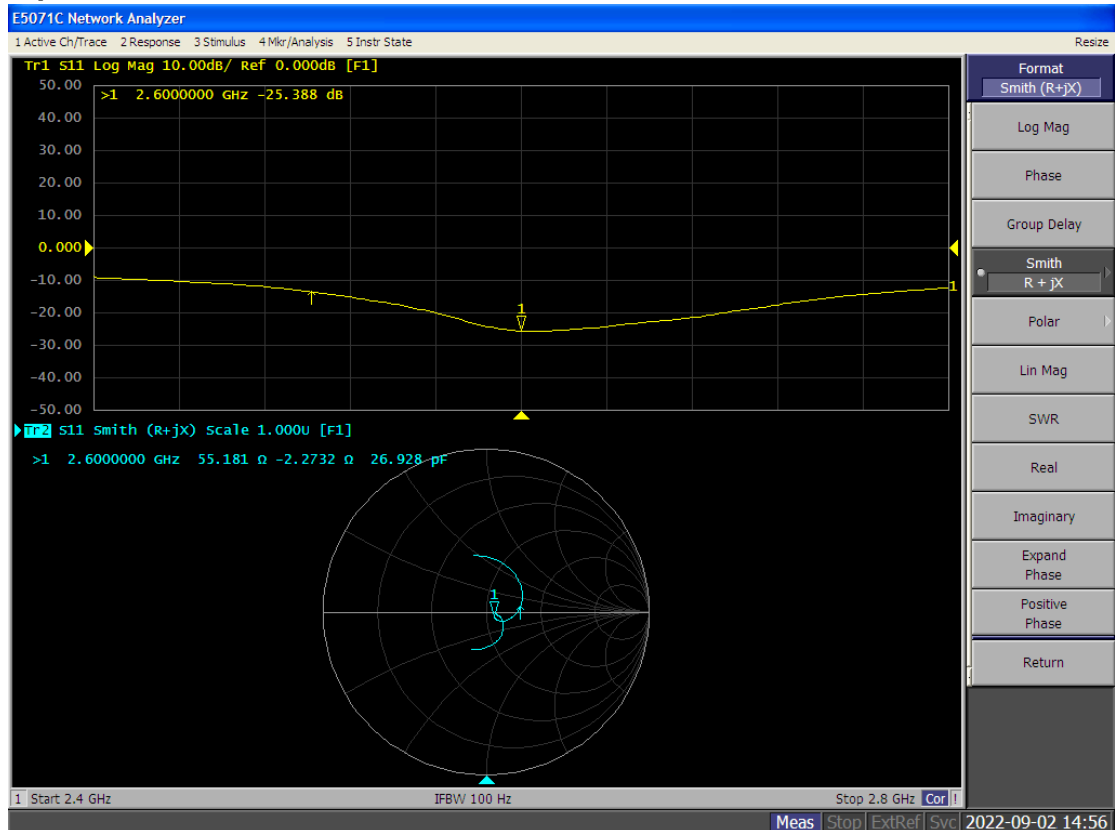 E5071C Network Analyzer
1 Active Ch/Trace 2 Response 3 Stimulus 4 Mkr/Analysis 5 Instr State Resize
Tr1 S11 Log Mag 10.00dB/ Ref 0.000dB [F1]
50.00
>1 2.6000000 GHz -25.388 dB
40.00
30.00
20.00
10.00
0.000
-10.00
1
-20.00
1
-30.00
-40.00
-50.00
Tr2 S11 Smith (R+jX) Scale 1.000U [F1]
>1 2.6000000 GHz 55.181 Ω -2.2732 Ω 26.928 pF
1
Format
Smith (R+jX)
Log Mag
Phase
Group Delay
Smith
R + jX
Polar
Lin Mag
SWR
Real
Imaginary
Expand
Phase
Positive
Phase
Return
1 Start 2.4 GHz IFBW 100 Hz Stop 2.8 GHz Cor !
Meas Stop ExtRef Svc 2022-09-02 14:56